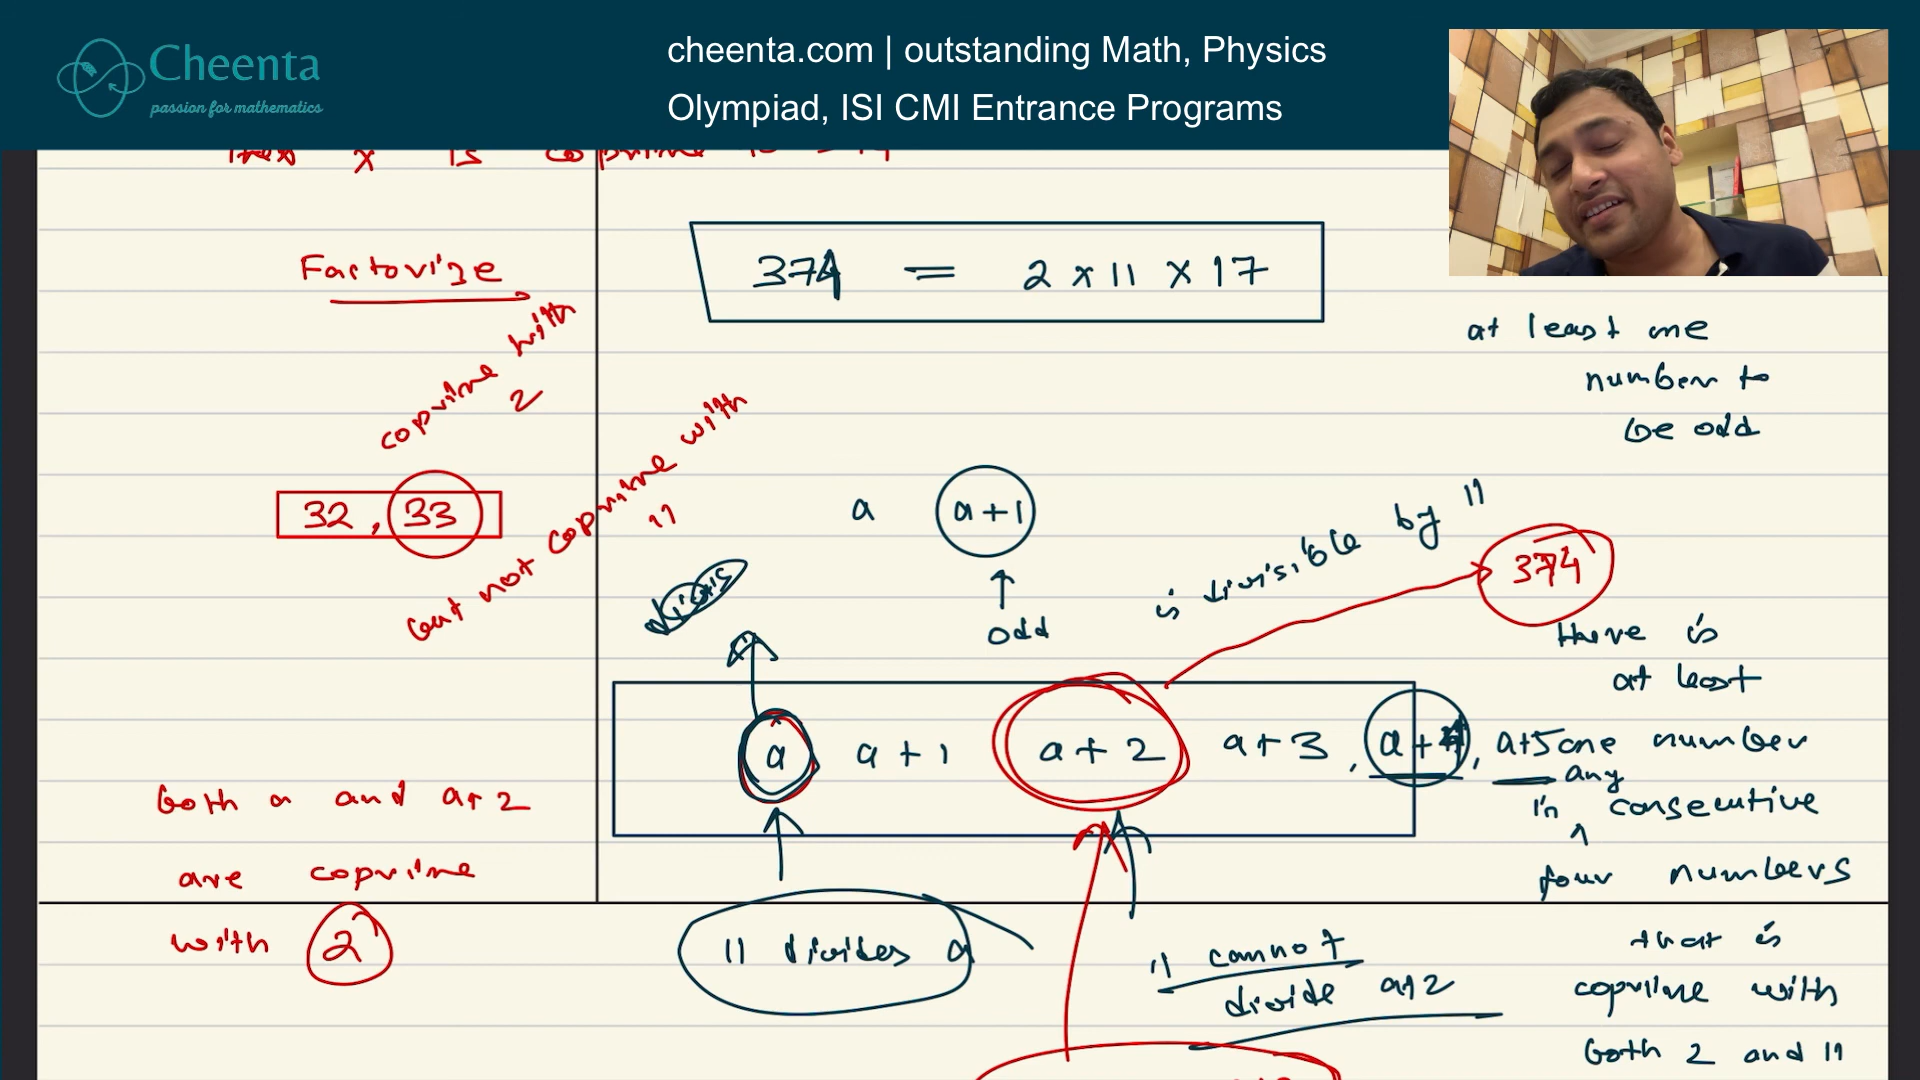 Cheenta
passion for mathematics
cheenta.com | outstanding Math, Physics
Olympiad, ISI CMI Entrance Programs
x is coprime
Factorize
374 = 2 x 11 x 17
at least one
number to
be odd
coprime with
2
32, 33
but not coprime with
11
a a+1
odd
is divisible by 11
374
there is
at least
a a+1 a+2 a+3, a+4, a+5 one number
in any consecutive
four numbers
both a and a+2
are coprime
with 2
11 divides a
11 cannot
divide a+2
that is
coprime with
both 2 and 11